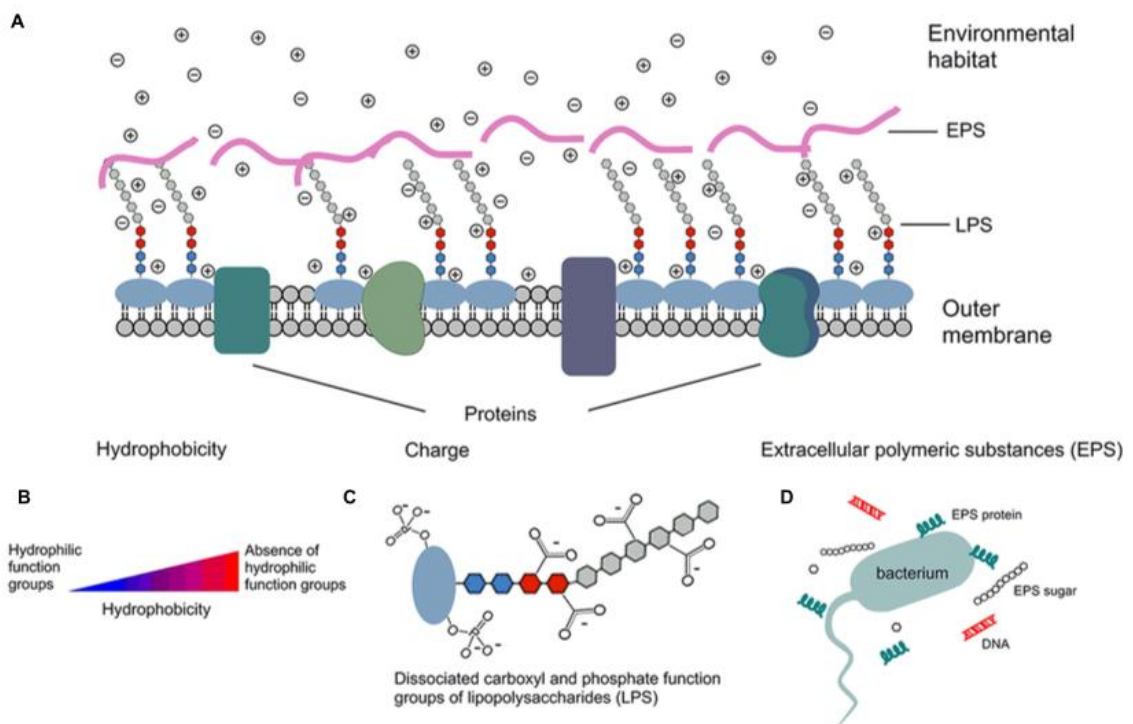 A
Environmental
habitat
EPS
LPS
Outer
membrane
Proteins
Hydrophobicity
Charge
Extracellular polymeric substances (EPS)
B
Hydrophilic
function
groups
Absence of
hydrophilic
function groups
Hydrophobicity
C
Dissociated carboxyl and phosphate function
groups of lipopolysaccharides (LPS)
D
EPS protein
bacterium
EPS sugar
DNA